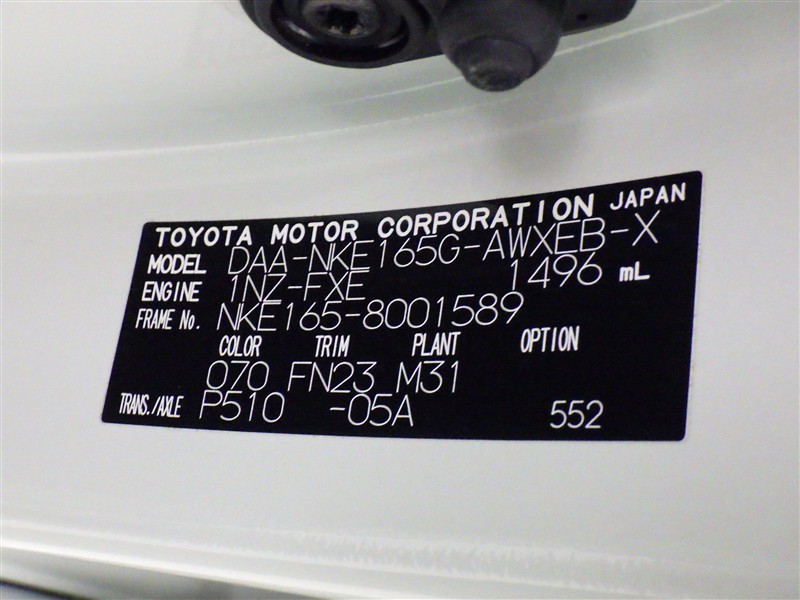 TOYOTA MOTOR CORPORATION JAPAN
MODEL DAA-NKE165G-AWXEB-X
ENGINE 1NZ-FXE 1496 mL
FRAME No. NKE165-8001589
COLOR TRIM PLANT OPTION
070 FN23 M31
TRANS./AXLE P510 -05A 552